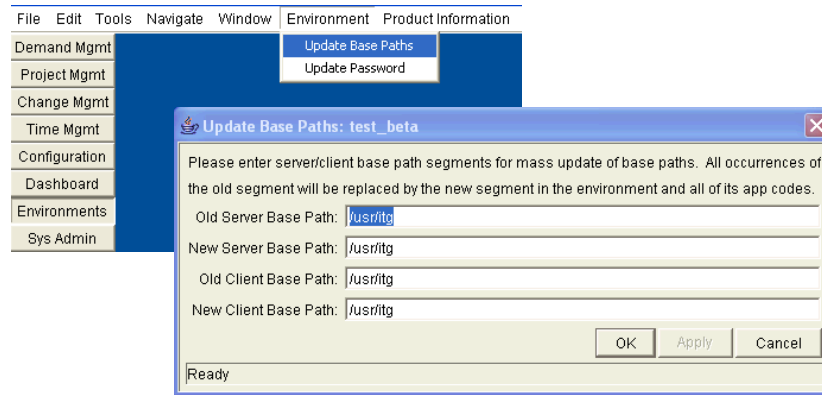 File Edit Tools Navigate Window Environment Product Information
Demand Mgmt
Project Mgmt
Change Mgmt
Time Mgmt
Configuration
Dashboard
Environments
Sys Admin
Update Base Paths
Update Password
Update Base Paths: test_beta
Please enter server/client base path segments for mass update of base paths. All occurrences of
the old segment will be replaced by the new segment in the environment and all of its app codes.
Old Server Base Path: /usr/itg
New Server Base Path: /usr/itg
Old Client Base Path: /usr/itg
New Client Base Path: /usr/itg
OK Apply Cancel
Ready